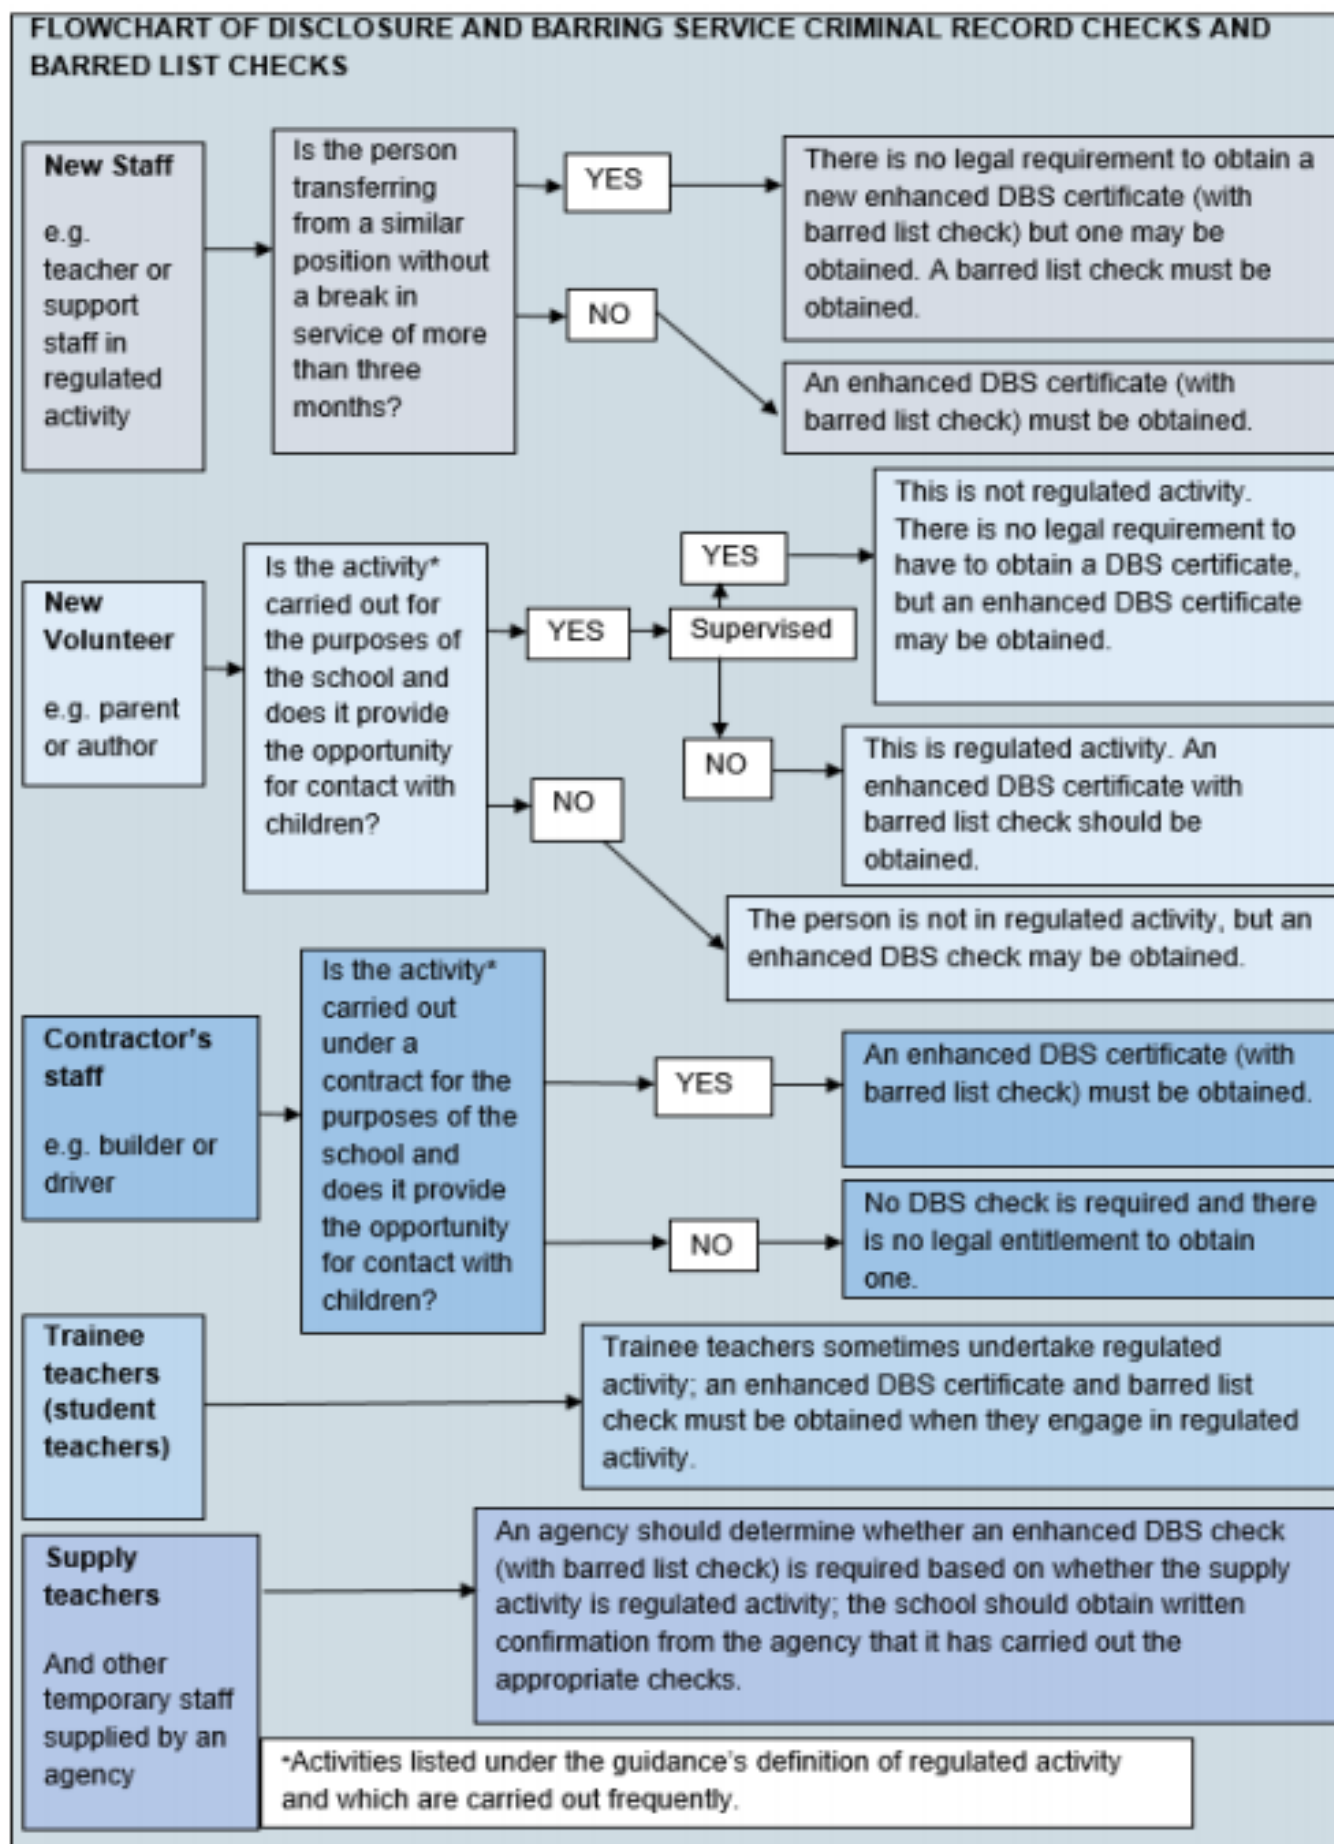 FLOWCHART OF DISCLOSURE AND BARRING SERVICE CRIMINAL RECORD CHECKS AND
BARRED LIST CHECKS
New Staff
e.g.
teacher or
support
staff in
regulated
activity
Is the person
transferring
from a similar
position without
a break in
service of more
than three
months?
YES
There is no legal requirement to obtain a
new enhanced DBS certificate (with
barred list check) but one may be
obtained. A barred list check must be
obtained.
NO
An enhanced DBS certificate (with
barred list check) must be obtained.
New
Volunteer
e.g. parent
or author
Is the activity*
carried out for
the purposes of
the school and
does it provide
the opportunity
for contact with
children?
YES
Supervised
YES
This is not regulated activity.
There is no legal requirement to
have to obtain a DBS certificate,
but an enhanced DBS certificate
may be obtained.
NO
This is regulated activity. An
enhanced DBS certificate with
barred list check should be
obtained.
NO
The person is not in regulated activity, but an
enhanced DBS check may be obtained.
Contractor's
staff
e.g. builder or
driver
Is the activity*
carried out
under a
contract for the
purposes of the
school and
does it provide
the opportunity
for contact with
children?
YES
An enhanced DBS certificate (with
barred list check) must be obtained.
NO
No DBS check is required and there
is no legal entitlement to obtain
one.
Trainee
teachers
(student
teachers)
Trainee teachers sometimes undertake regulated
activity; an enhanced DBS certificate and barred list
check must be obtained when they engage in regulated
activity.
Supply
teachers
And other
temporary staff
supplied by an
agency
An agency should determine whether an enhanced DBS check
(with barred list check) is required based on whether the supply
activity is regulated activity; the school should obtain written
confirmation from the agency that it has carried out the
appropriate checks.
*Activities listed under the guidance's definition of regulated activity
and which are carried out frequently.